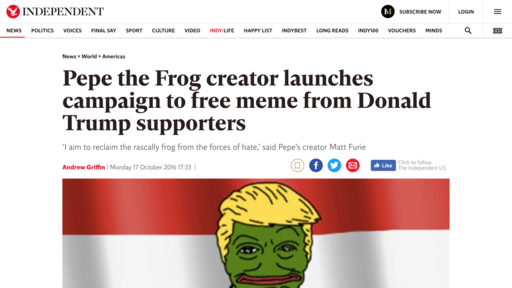 INDEPENDENT
M SUBSCRIBE NOW LOGIN
NEWS POLITICS VOICES FINAL SAY SPORT CULTURE VIDEO INDY/LIFE HAPPY LIST INDYBEST LONG READS INDY100 VOUCHERS MINDS
News > World > Americas
Pepe the Frog creator launches
campaign to free meme from Donald
Trump supporters
'I aim to reclaim the rascally frog from the forces of hate,' said Pepe's creator Matt Furie
Andrew Griffin | Monday 17 October 2016 17:33 |
Like
Click to follow
The Independent US